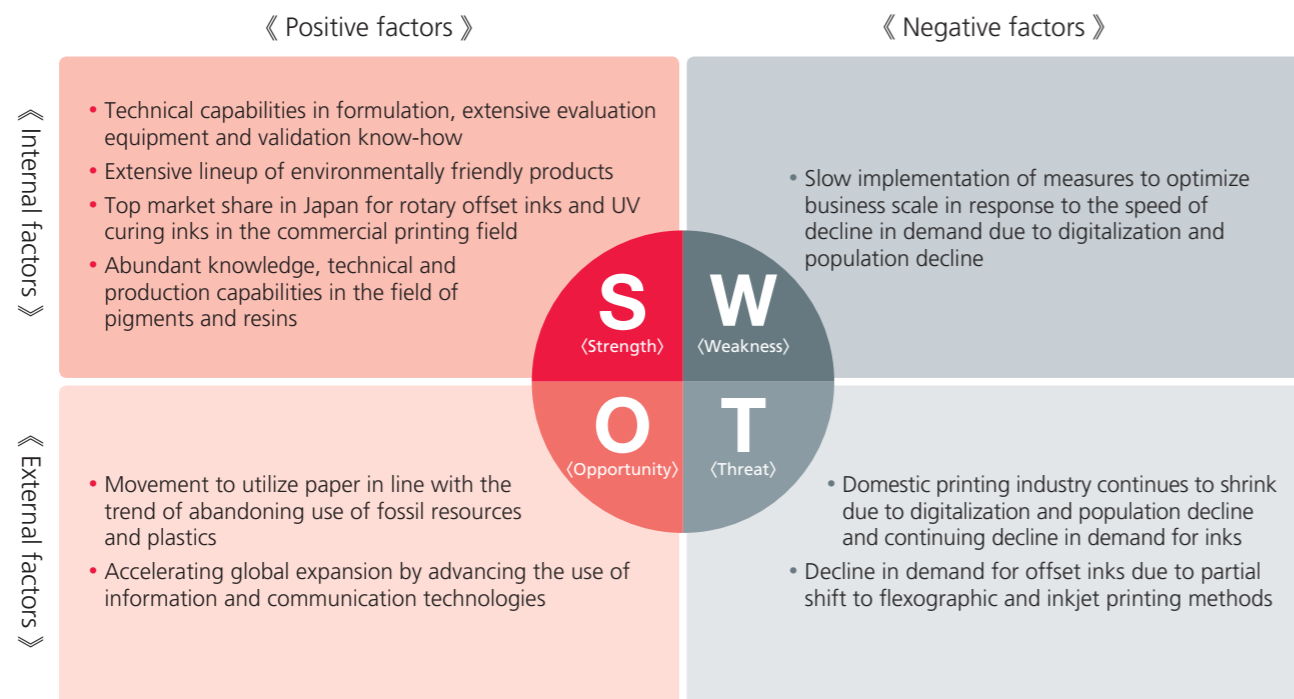 《 Positive factors 》
《 Negative factors 》
《 Internal factors 》
• Technical capabilities in formulation, extensive evaluation
equipment and validation know-how
• Extensive lineup of environmentally friendly products
• Top market share in Japan for rotary offset inks and UV
curing inks in the commercial printing field
• Abundant knowledge, technical and
production capabilities in the field of
pigments and resins
• Slow implementation of measures to optimize
business scale in response to the speed of
decline in demand due to digitalization and
population decline
S
〈Strength〉
W
〈Weakness〉
O
〈Opportunity〉
T
〈Threat〉
《 External factors 》
• Movement to utilize paper in line with the
trend of abandoning use of fossil resources
and plastics
• Accelerating global expansion by advancing the use of
information and communication technologies
• Domestic printing industry continues to shrink
due to digitalization and population decline
and continuing decline in demand for inks
• Decline in demand for offset inks due to partial
shift to flexographic and inkjet printing methods